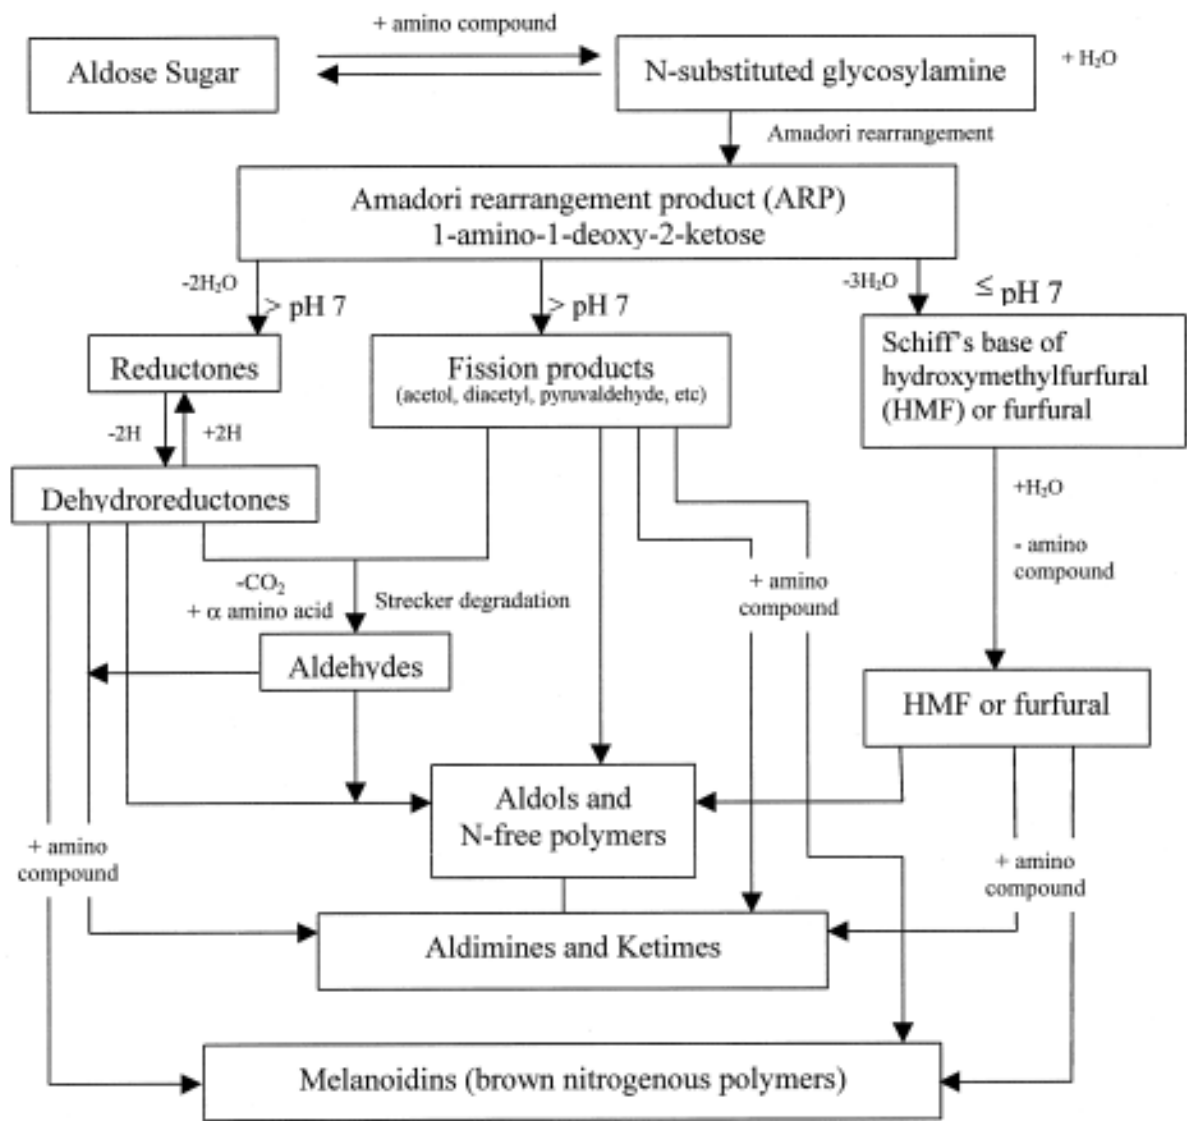 + amino compound
Aldose Sugar
N-substituted glycosylamine
+ H₂O
Amadori rearrangement
Amadori rearrangement product (ARP)
1-amino-1-deoxy-2-ketose
-2H₂O
> pH 7
> pH 7
-3H₂O
≤ pH 7
Reductones
Fission products
(acetol, diacetyl, pyruvaldehyde, etc)
Schiff's base of
hydroxymethylfurfural
(HMF) or furfural
-2H
+2H
Dehydroreductones
+H₂O
- amino
compound
-CO₂
+ α amino acid
Strecker degradation
+ amino
compound
Aldehydes
HMF or furfural
Aldols and
N-free polymers
+ amino
compound
+ amino
compound
Aldimines and Ketimes
Melanoidins (brown nitrogenous polymers)